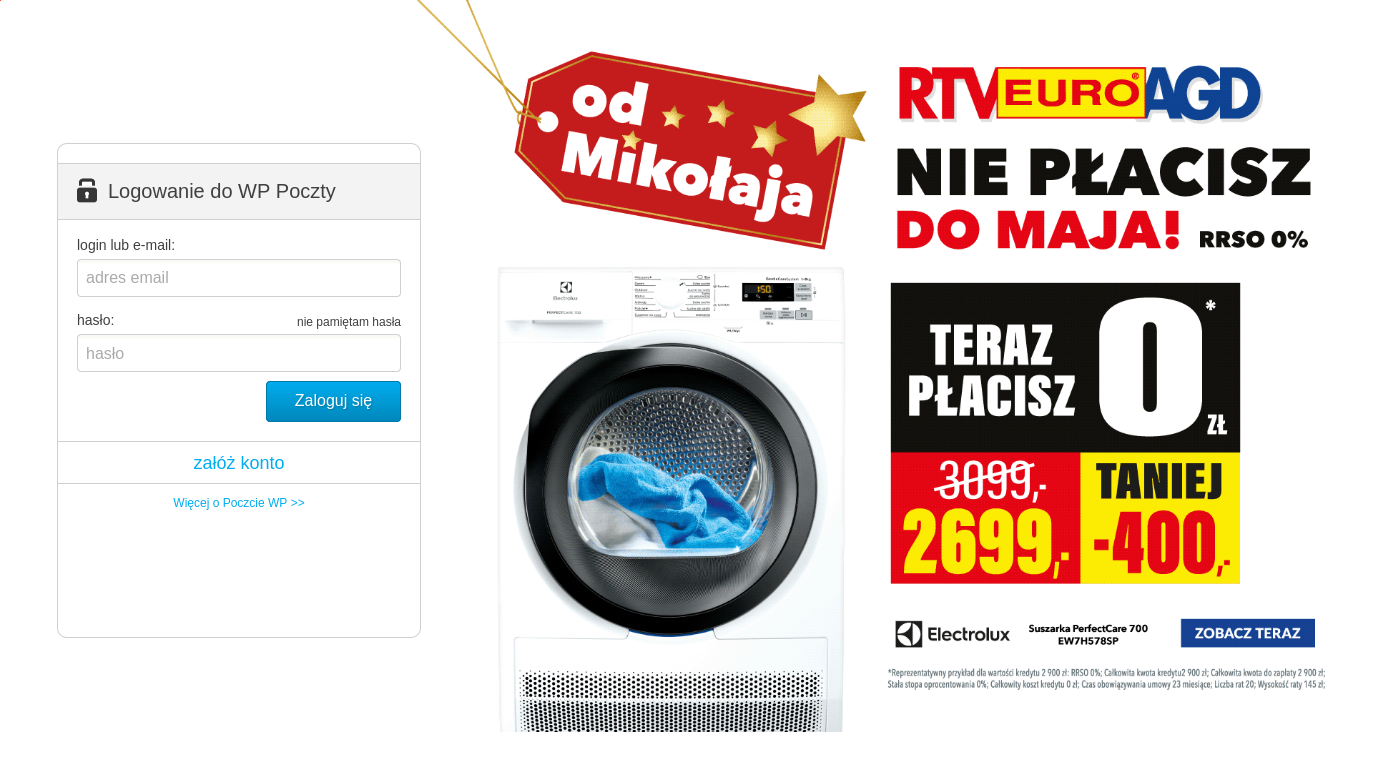 Logowanie do WP Poczty
login lub e-mail:
adres email
hasło:
nie pamiętam hasła
hasło
Zaloguj się
załóż konto
Więcej o Poczcie WP >>
od
Mikołaja
Electrolux
PERFECTCARE 700
150
RTV EURO® AGD
NIE PŁACISZ
DO MAJA! RRSO 0%
TERAZ
PŁACISZ
0*
ZŁ
3099,-
2699,-
TANIEJ
-400,-
Electrolux
Suszarka PerfectCare 700
EW7H578SP
ZOBACZ TERAZ
*Reprezentatywny przykład dla wartości kredytu 2 900 zł: RRSO 0%; Całkowita kwota kredytu2 900 zł; Całkowita kwota do zapłaty 2 900 zł;
Stała stopa oprocentowania 0%; Całkowity koszt kredytu 0 zł; Czas obowiązywania umowy 23 miesiące; Liczba rat 20; Wysokość raty 145 zł;